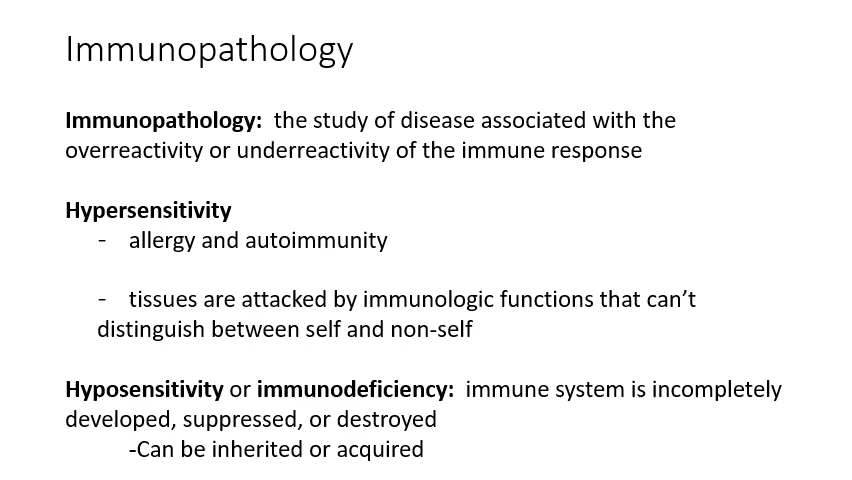 Immunopathology
Immunopathology:  the study of disease associated with the
overreactivity or underreactivity of the immune response
Hypersensitivity
- allergy and autoimmunity
- tissues are attacked by immunologic functions that can’t
distinguish between self and non-self
Hyposensitivity or immunodeficiency:  immune system is incompletely
developed, suppressed, or destroyed
-Can be inherited or acquired